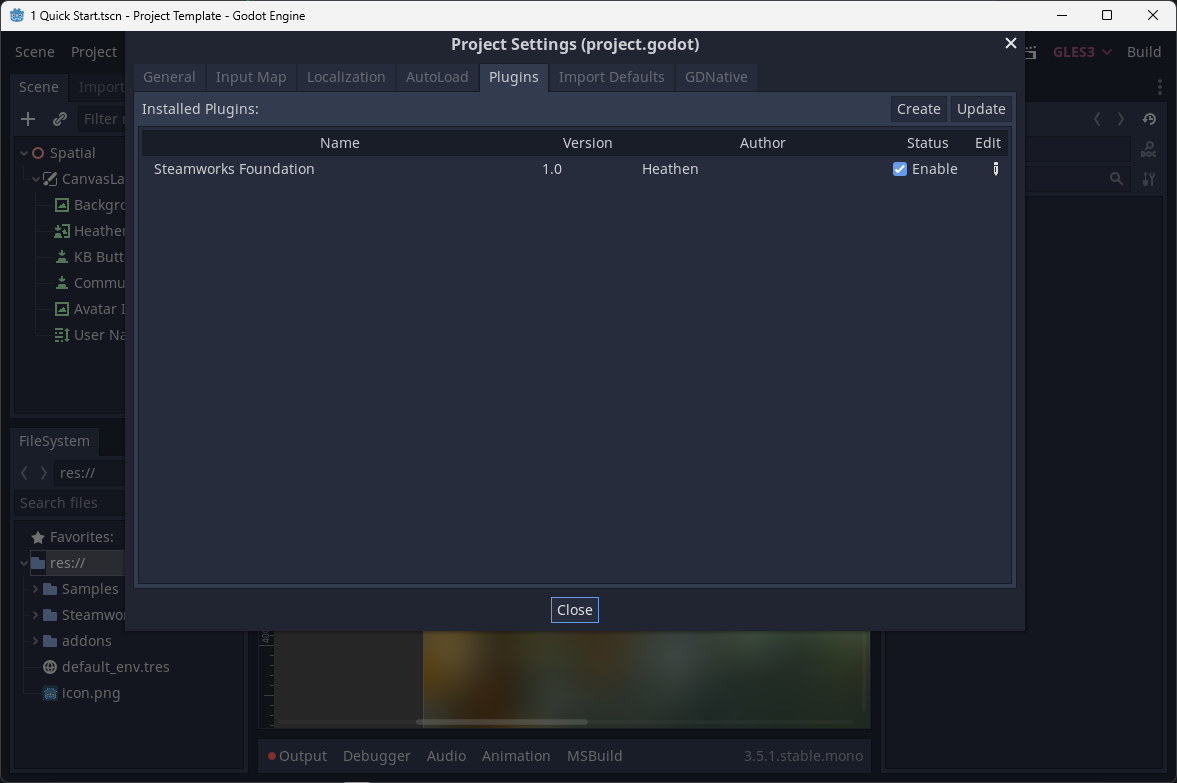 1 Quick Start.tscn - Project Template - Godot Engine
Scene Project
Project Settings (project.godot)
GLES3 Build
Scene Import
General Input Map Localization AutoLoad Plugins Import Defaults GDNative
Installed Plugins: Create Update
Filter
Name Version Author Status Edit
Steamworks Foundation 1.0 Heathen Enable
Spatial
CanvasLa
Backgro
Heathen
KB Butt
Commu
Avatar I
User Na
FileSystem
res://
Search files
Favorites:
res://
Samples
Steamwor
addons
default_env.tres
icon.png
Close
Output Debugger Audio Animation MSBuild 3.5.1.stable.mono